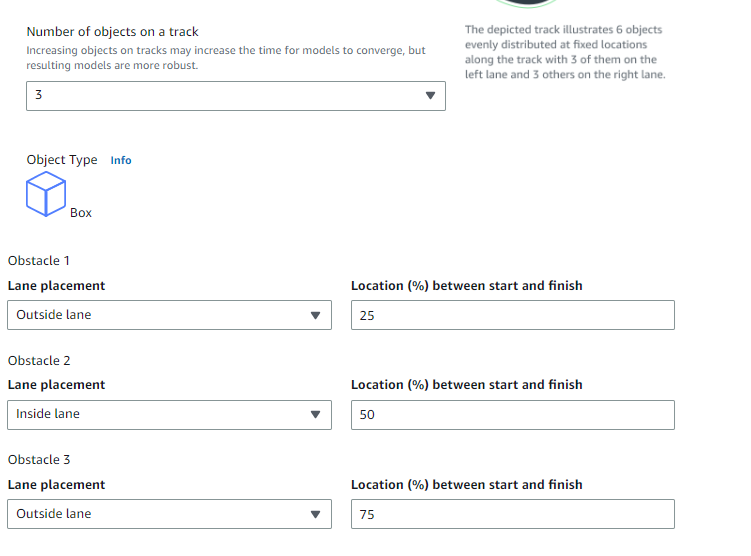 Number of objects on a track
Increasing objects on tracks may increase the time for models to converge, but
resulting models are more robust.
3
The depicted track illustrates 6 objects
evenly distributed at fixed locations
along the track with 3 of them on the
left lane and 3 others on the right lane.
Object Type Info
Box
Obstacle 1
Lane placement Location (%) between start and finish
Outside lane 25
Obstacle 2
Lane placement Location (%) between start and finish
Inside lane 50
Obstacle 3
Lane placement Location (%) between start and finish
Outside lane 75